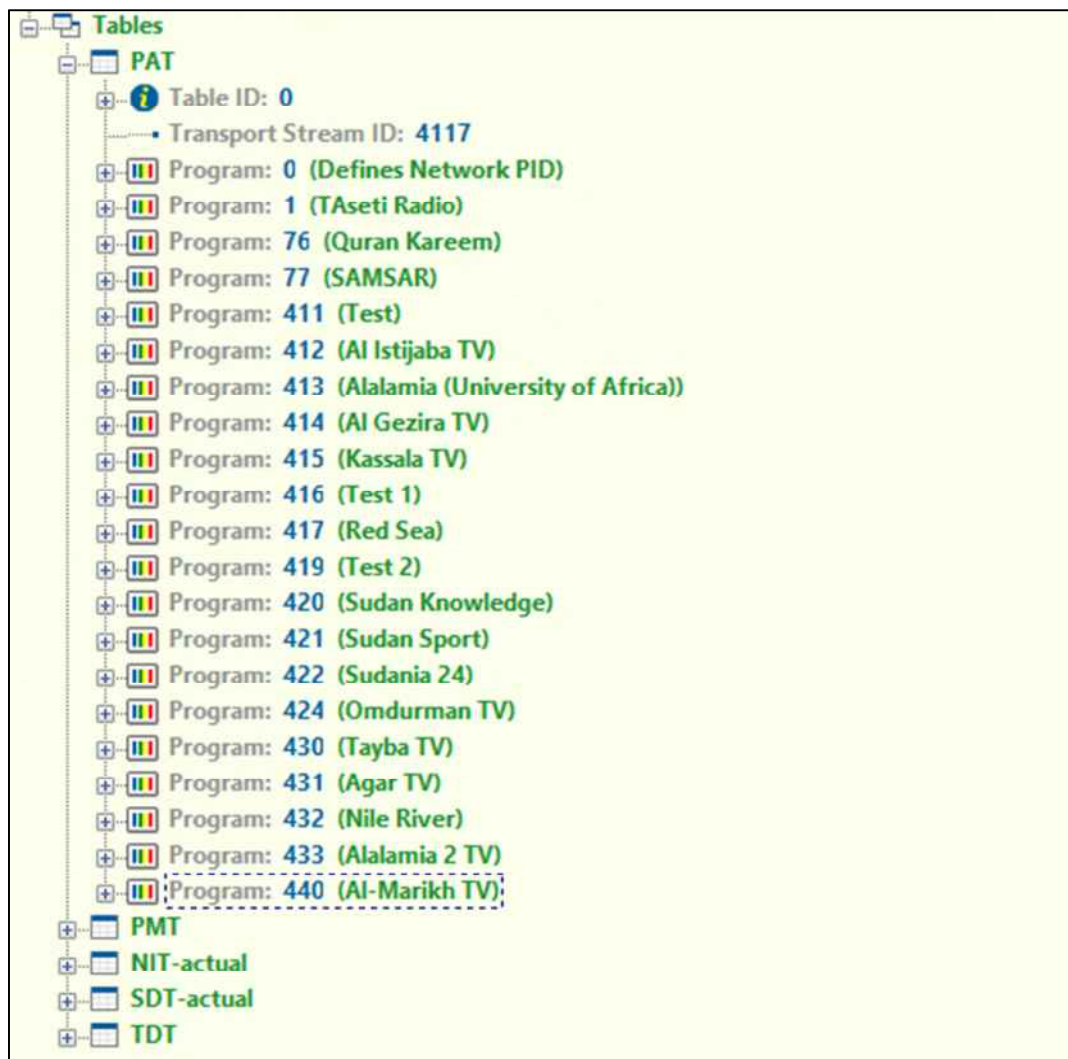 Tables
PAT
Table ID: 0
Transport Stream ID: 4117
Program: 0 (Defines Network PID)
Program: 1 (TAseti Radio)
Program: 76 (Quran Kareem)
Program: 77 (SAMSAR)
Program: 411 (Test)
Program: 412 (Al Istijaba TV)
Program: 413 (Alalamia (University of Africa))
Program: 414 (Al Gezira TV)
Program: 415 (Kassala TV)
Program: 416 (Test 1)
Program: 417 (Red Sea)
Program: 419 (Test 2)
Program: 420 (Sudan Knowledge)
Program: 421 (Sudan Sport)
Program: 422 (Sudania 24)
Program: 424 (Omdurman TV)
Program: 430 (Tayba TV)
Program: 431 (Agar TV)
Program: 432 (Nile River)
Program: 433 (Alalamia 2 TV)
Program: 440 (Al-Marikh TV)
PMT
NIT-actual
SDT-actual
TDT